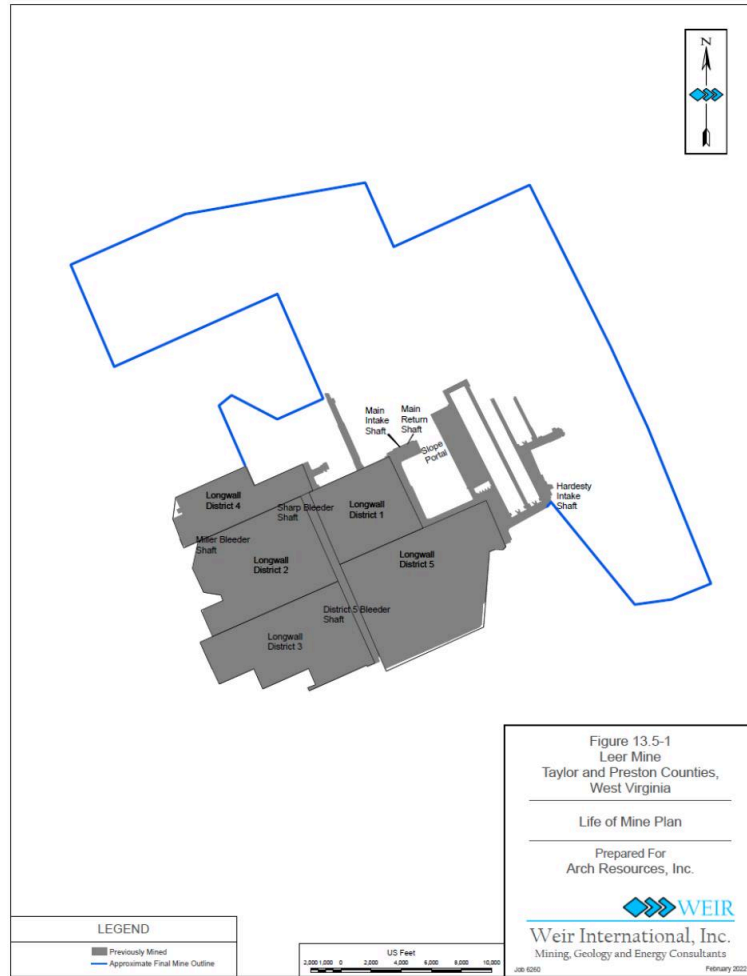 N
Main
Intake
Shaft
Main
Return
Shaft
Slope
Portal
Hardesty
Intake
Shaft
Longwall
District 4
Sharp Bleeder
Shaft
Longwall
District 1
Miller Bleeder
Shaft
Longwall
District 2
Longwall
District 5
District 5 Bleeder
Shaft
Longwall
District 3
Figure 13.5-1
Leer Mine
Taylor and Preston Counties,
West Virginia
Life of Mine Plan
Prepared For
Arch Resources, Inc.
WEIR
Weir International, Inc.
Mining, Geology and Energy Consultants
Job 6260 February 2022
LEGEND
Previously Mined
Approximate Final Mine Outline
US Feet
2,000 1,000 0 2,000 4,000 6,000 8,000 10,000